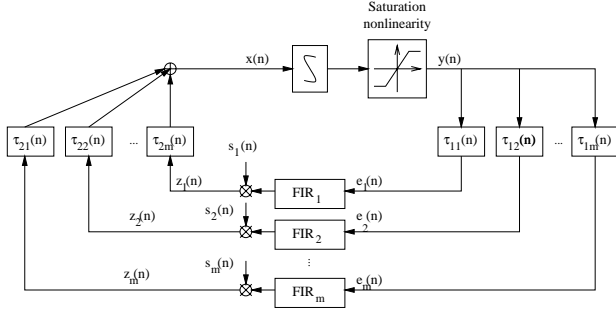 Saturation
nonlinearity
x(n)
y(n)
τ21(n)
τ22(n)
...
τ2m(n)
τ11(n)
τ12(n)
...
τ1m(n)
s1(n)
z1(n)
FIR1
e1(n)
z2(n)
s2(n)
FIR2
e2(n)
...
zm(n)
sm(n)
FIRm
em(n)